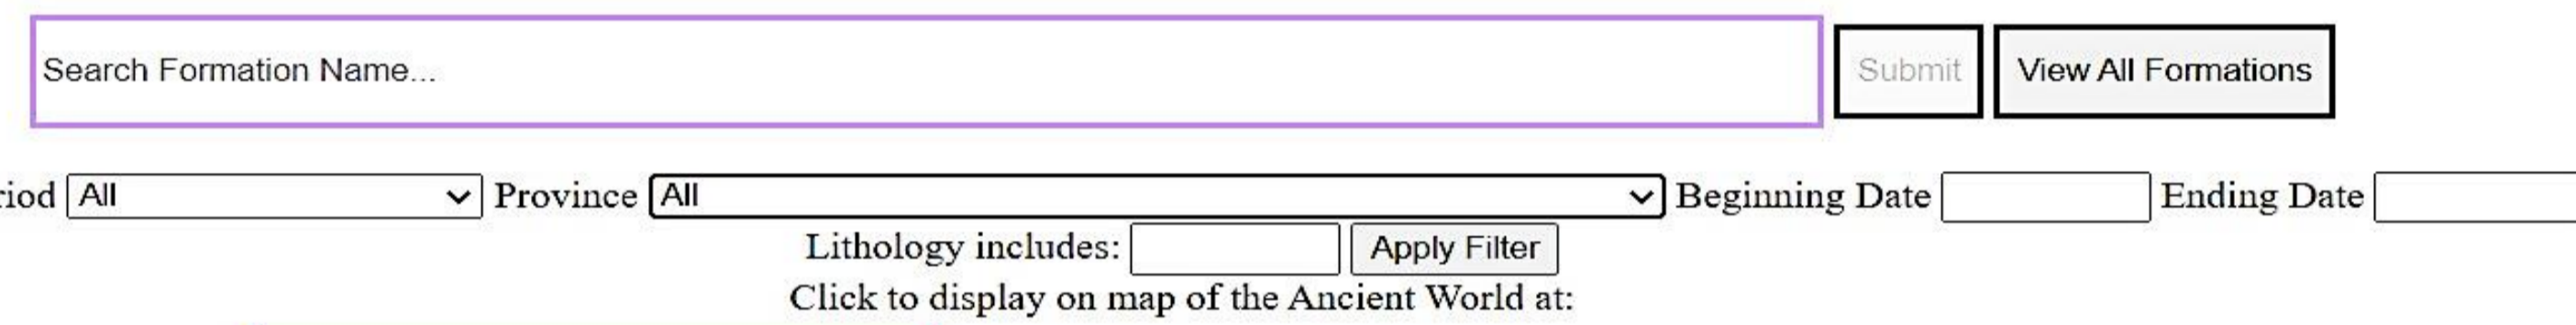 Search Formation Name... Submit View All Formations
riod All Province All Beginning Date Ending Date
Lithology includes: Apply Filter
Click to display on map of the Ancient World at: